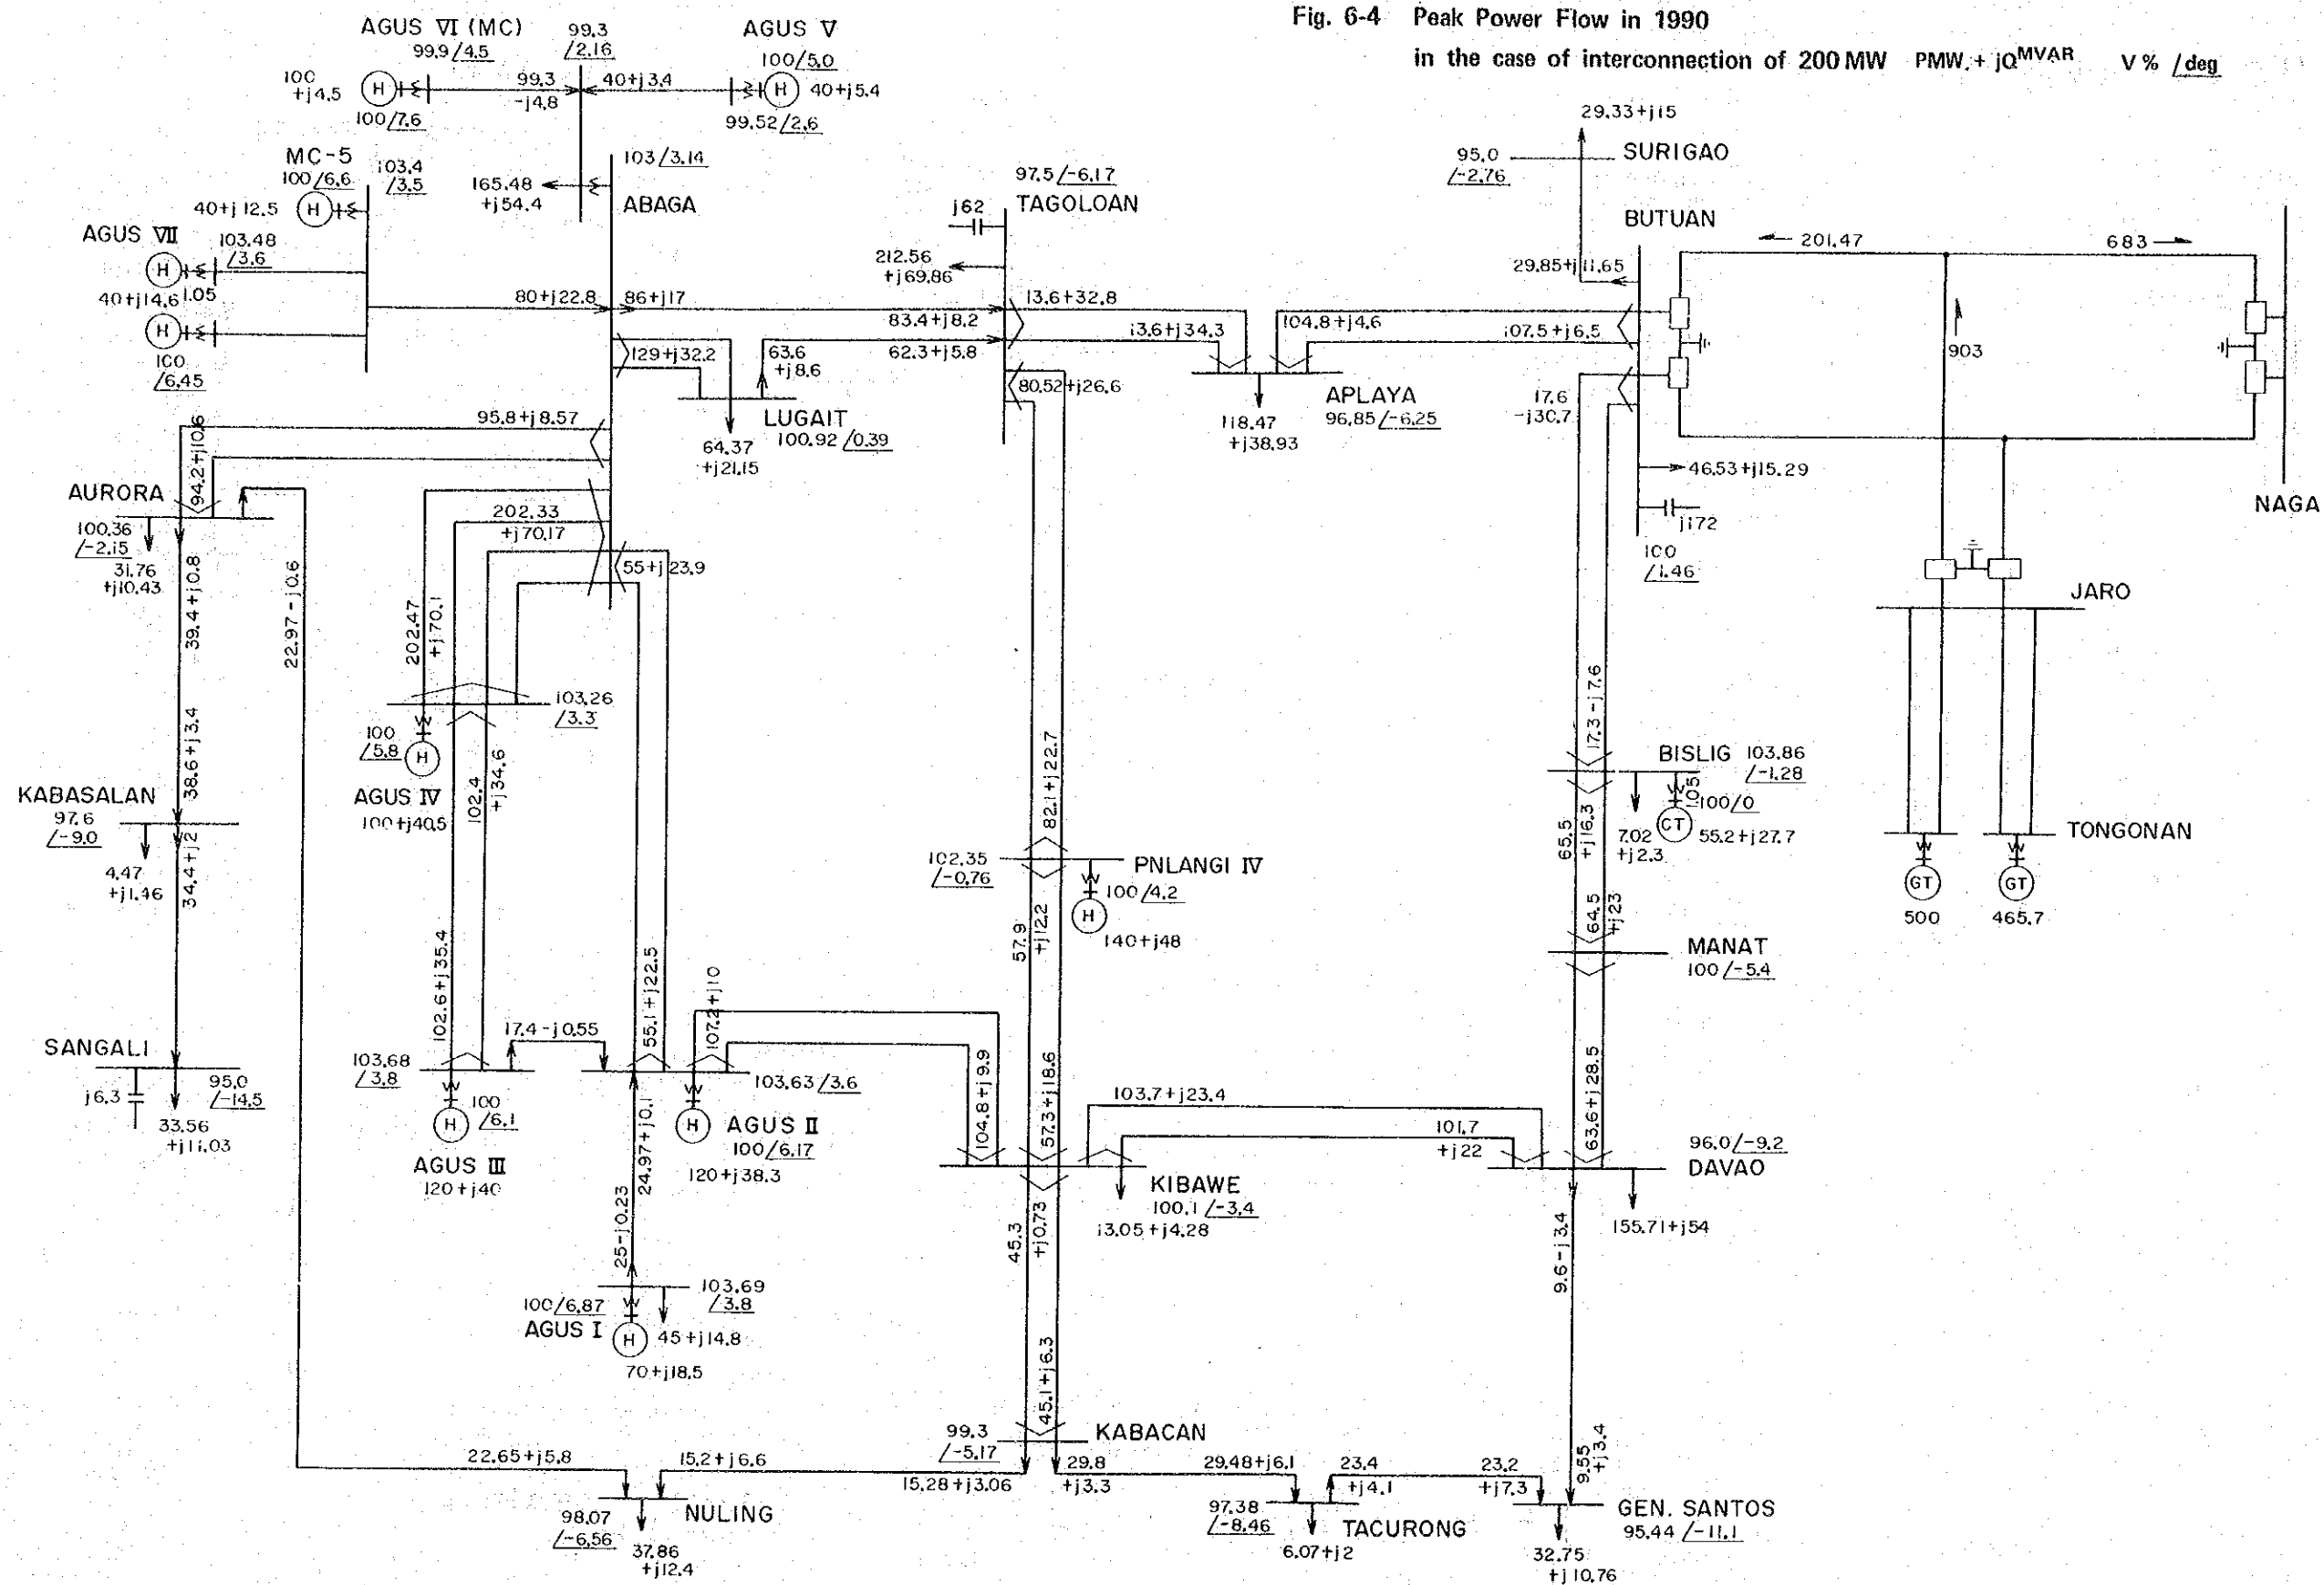 Fig. 6-4 Peak Power Flow in 1990
in the case of interconnection of 200 MW PMW.+ jQMVAR V % /deg
AGUS VI (MC)
99.9/4.5
100
+j4.5
H
100/7.6
99.3
-j4.8
99.3
/2.16
40+j3.4
AGUS V
100/5.0
H
40+j5.4
99.52/2.6
MC-5
100/6.6
103.4
/3.5
40+j12.5
H
AGUS VII
103.48
/3.6
H
40+j14.6
1.05
H
100
/6.45
165.48
+j54.4
103/3.14
ABAGA
80+j22.8
86+j17
83.4+j8.2
129+j32.2
63.6
+j8.6
62.3+j5.8
LUGAIT
100.92 /0.39
64.37
+j21.15
97.5/-6.17
TAGOLOAN
j62
212.56
+j69.86
13.6+32.8
13.6+j34.3
80.52+j26.6
104.8+j4.6
107.5+j6.5
APLAYA
96.85/-6.25
118.47
+j38.93
29.33+j15
95.0
/-2.76
SURIGAO
BUTUAN
29.85+j11.65
17.6
-j30.7
46.53+j15.29
j172
100
/1.46
201.47
683
903
NAGA
JARO
TONGONAN
GT
500
GT
465.7
95.8+j8.57
94.2+j10.6
AURORA
100.36
/-2.15
31.76
+j10.43
39.4+j0.8
22.97-j0.6
202.33
+j70.17
55+j23.9
202.47
+j70.1
103.26
/3.3
100
/5.8
H
AGUS IV
100+j40.5
102.4
+j34.6
38.6+j3.4
KABASALAN
97.6
/-9.0
4.47
+j1.46
34.4+j2
SANGALI
j6.3
95.0
/-14.5
33.56
+j11.03
102.6+j35.4
103.68
/3.8
100
/6.1
H
AGUS III
120+j40
17.4-j0.55
55.1+j22.5
107.2+j10
103.63/3.6
H
AGUS II
100/6.17
120+j38.3
24.97+j0.1
25-j0.23
103.69
/3.8
100/6.87
AGUS I
H
45+j14.8
70+j18.5
82.1+j22.7
102.35
/-0.76
PNLANGI IV
100/4.2
H
140+j48
57.9
+j12.2
57.3+j18.6
104.8+j9.9
KIBAWE
100.1/-3.4
13.05+j4.28
103.7+j23.4
101.7
+j22
45.3
+j0.73
45.1+j6.3
17.3-j7.6
BISLIG 103.86
/-1.28
1.05
100/0
CT
55.2+j27.7
7.02
+j2.3
65.5
+j16.3
64.5
+j23
MANAT
100/-5.4
63.6+j28.5
96.0/-9.2
DAVAO
155.71+j54
9.6-j3.4
9.55
+j3.4
99.3
/-5.17
KABACAN
22.65+j5.8
15.2+j6.6
15.28+j3.06
29.8
+j3.3
29.48+j6.1
23.4
+j4.1
23.2
+j7.3
NULING
98.07
/-6.56
37.86
+j12.4
97.38
/-8.46
TACURONG
6.07+j2
GEN. SANTOS
95.44 /-11.1
32.75
+j10.76